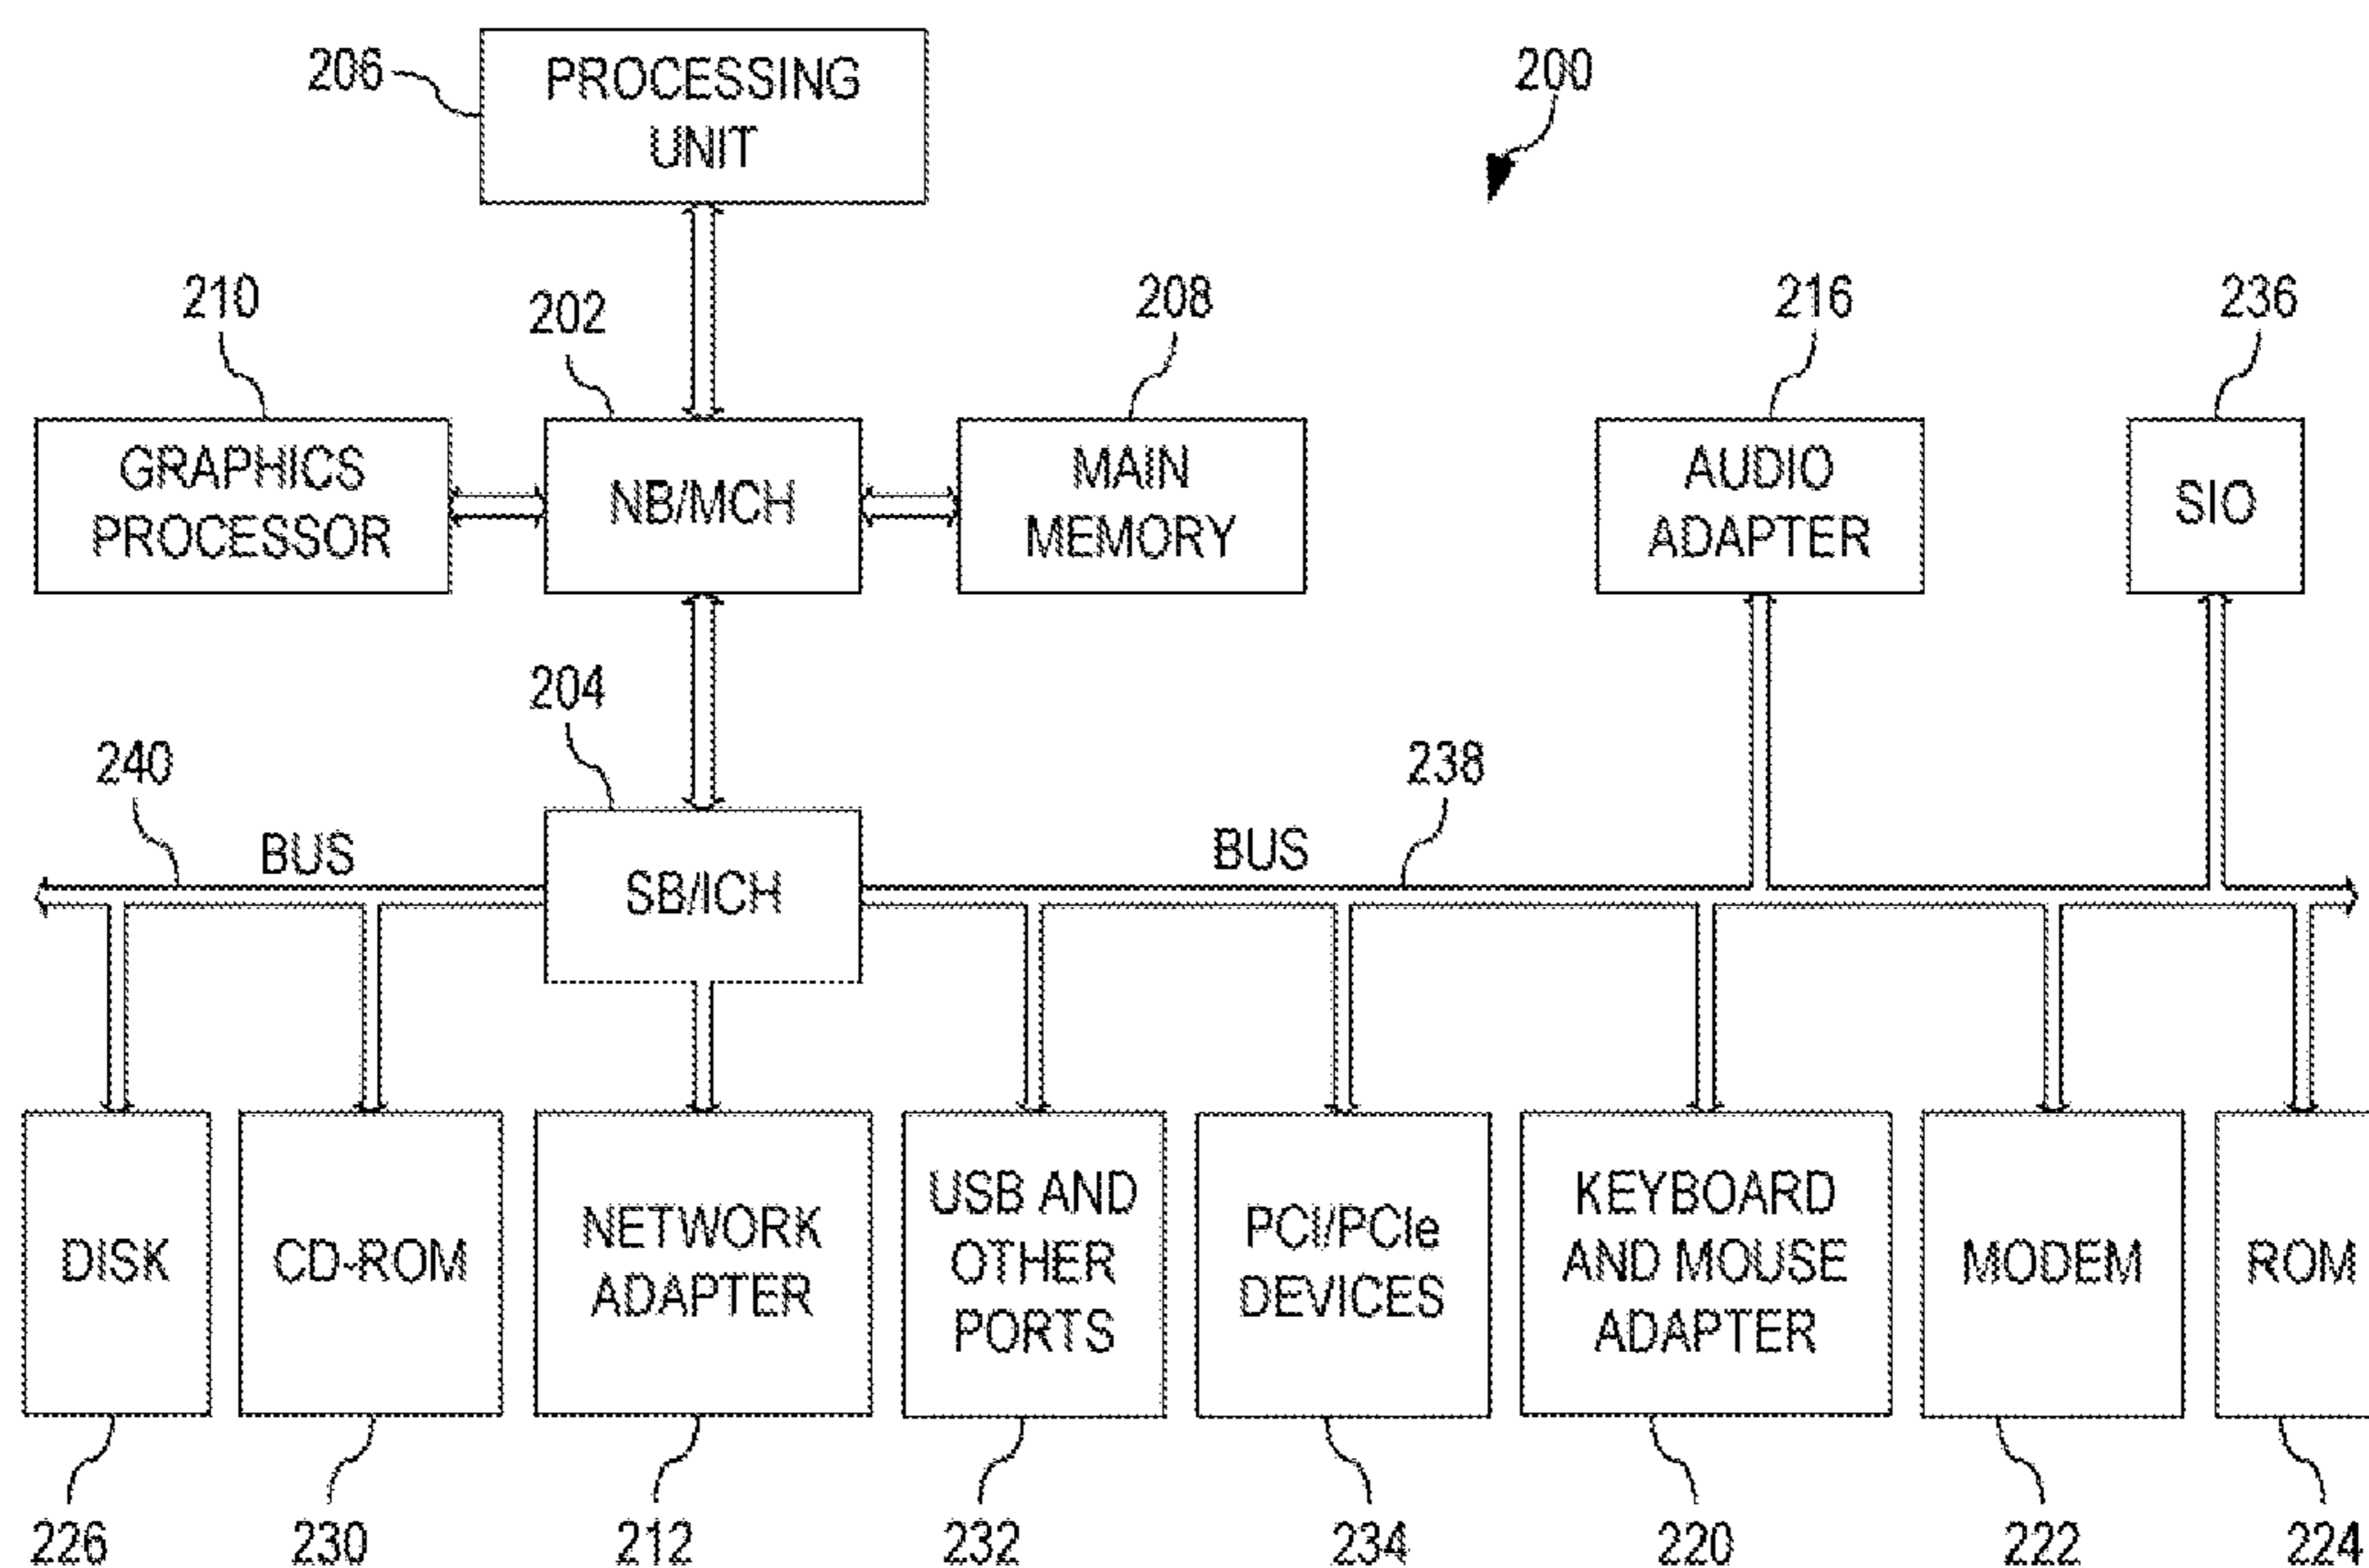 206
PROCESSING
UNIT
200
210
202
208
216
236
GRAPHICS
PROCESSOR
NB/MCH
MAIN
MEMORY
AUDIO
ADAPTER
SIO
204
240
238
BUS
SB/ICH
BUS
DISK
CD-ROM
NETWORK
ADAPTER
USB AND
OTHER
PORTS
PCI/PCIe
DEVICES
KEYBOARD
AND MOUSE
ADAPTER
MODEM
ROM
226
230
212
232
234
220
222
224